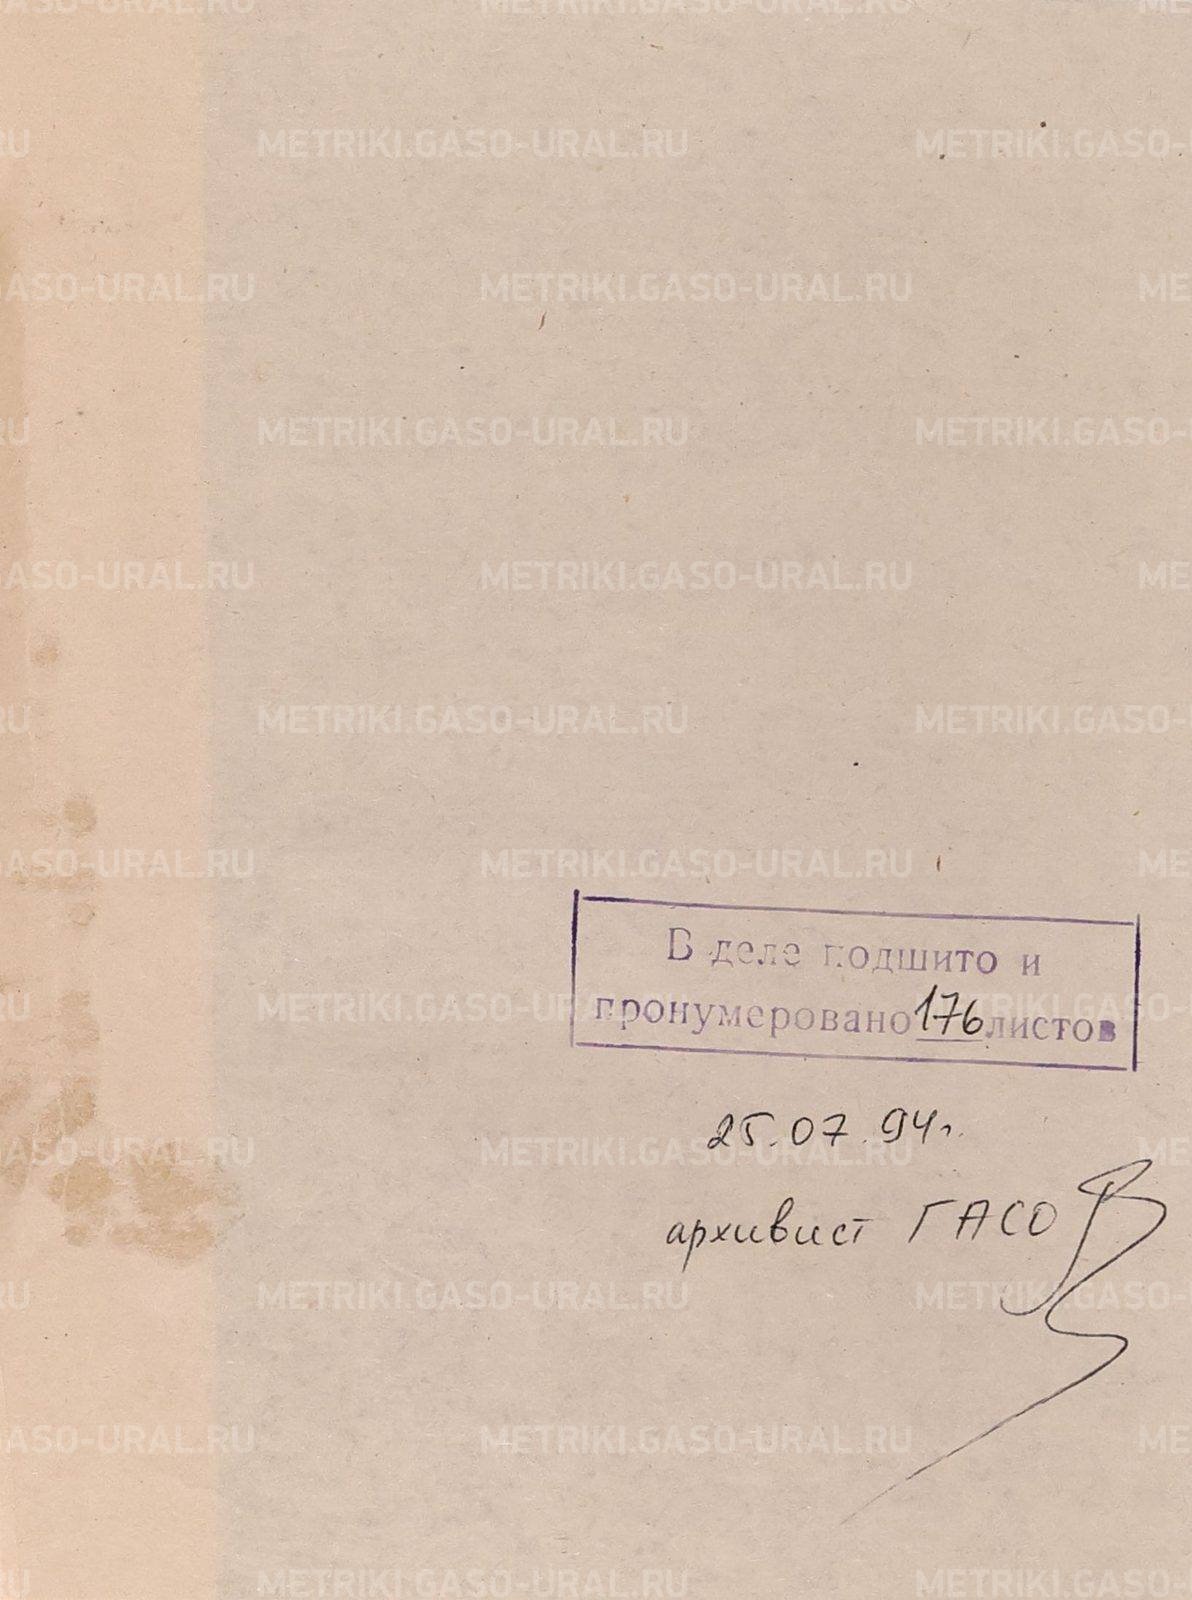 В деле подшито и
пронумеровано 176 листов
25.07.94г.
архивист ГАСО